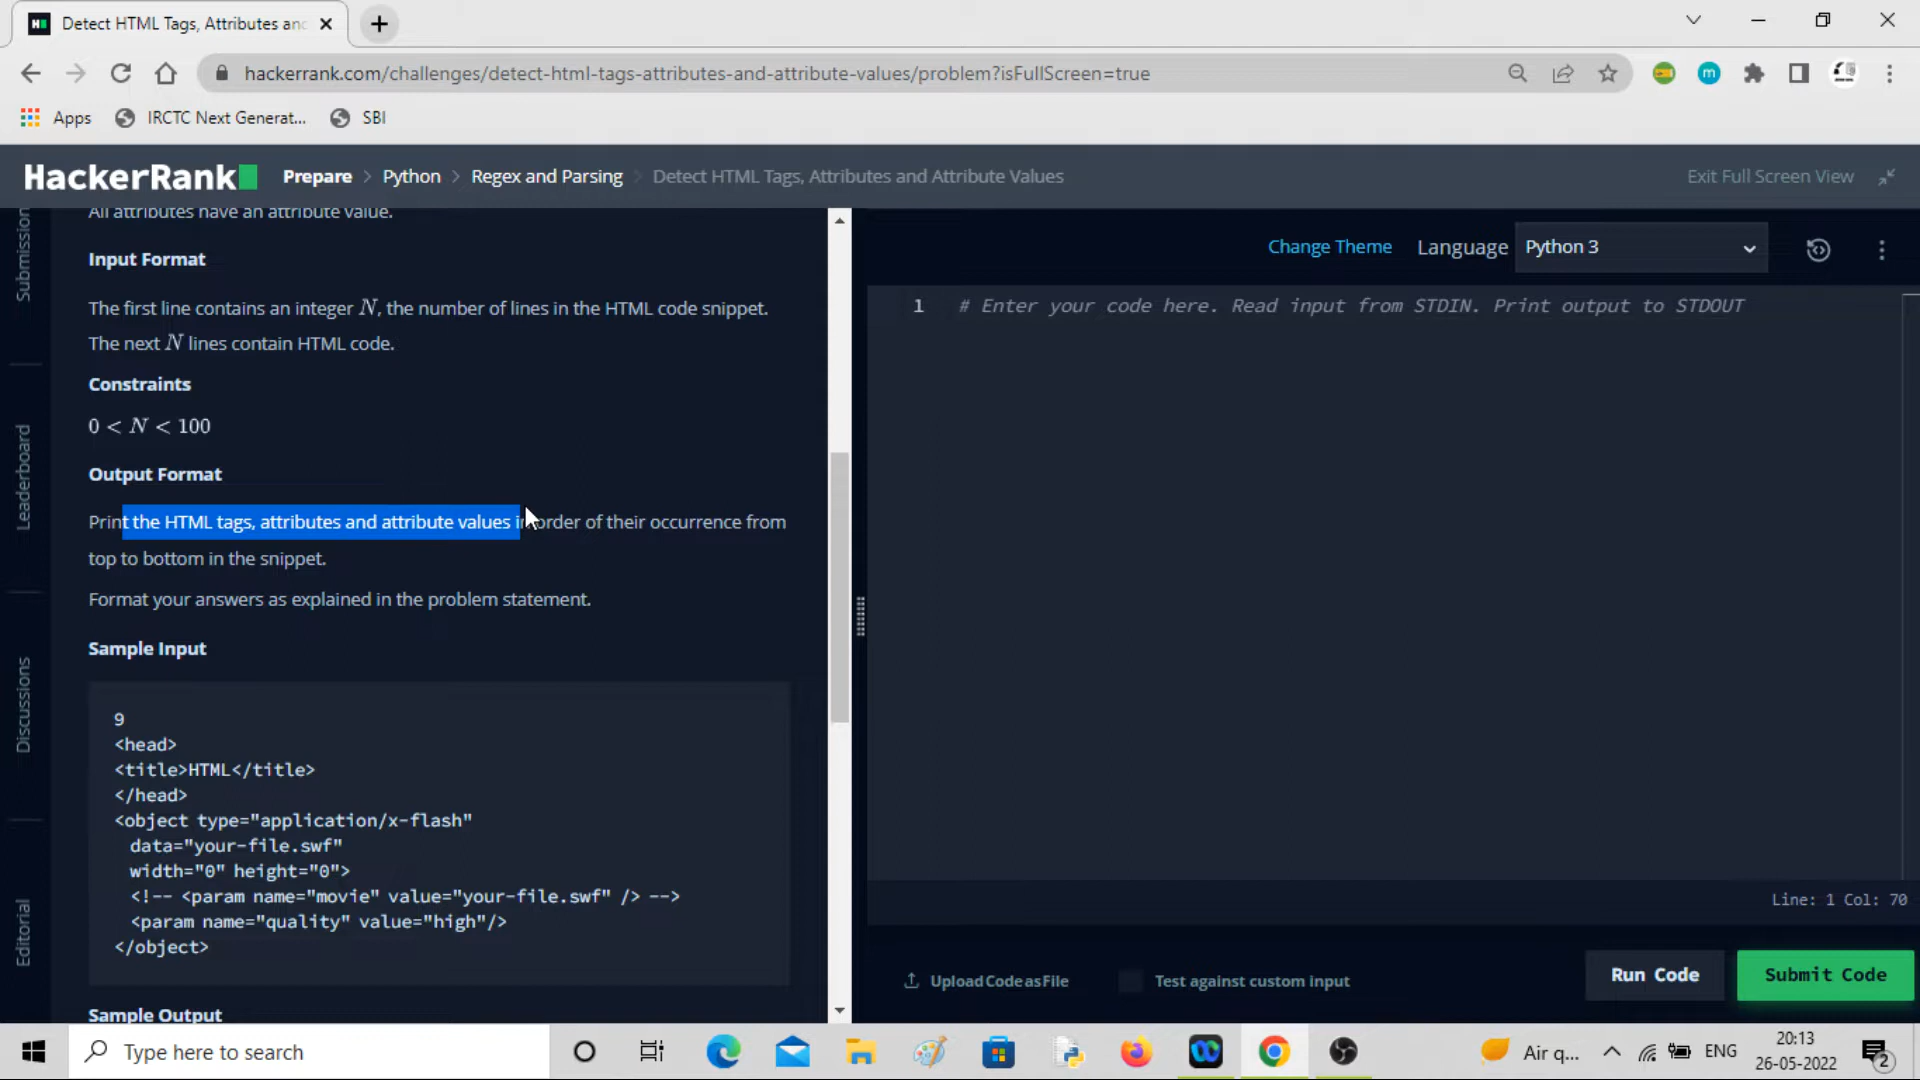 Detect HTML Tags, Attributes and
hackerrank.com/challenges/detect-html-tags-attributes-and-attribute-values/problem?isFullScreen=true
Apps
IRCTC Next Generat...
SBI
HackerRank
Prepare > Python > Regex and Parsing > Detect HTML Tags, Attributes and Attribute Values
Exit Full Screen View
Submission
Leaderboard
Discussions
Editorial
All attributes have an attribute value.
Input Format
The first line contains an integer N, the number of lines in the HTML code snippet.
The next N lines contain HTML code.
Constraints
0 < N < 100
Output Format
Print the HTML tags, attributes and attribute values in order of their occurrence from
top to bottom in the snippet.
Format your answers as explained in the problem statement.
Sample Input
9
<head>
<title>HTML</title>
</head>
<object type="application/x-flash"
data="your-file.swf"
width="0" height="0">
<!-- <param name="movie" value="your-file.swf" /> -->
<param name="quality" value="high"/>
</object>
Sample Output
Change Theme
Language
Python 3
1
# Enter your code here. Read input from STDIN. Print output to STDOUT
Line: 1 Col: 70
Upload Code as File
Test against custom input
Run Code
Submit Code
Type here to search
Air q...
ENG
20:13
26-05-2022
2